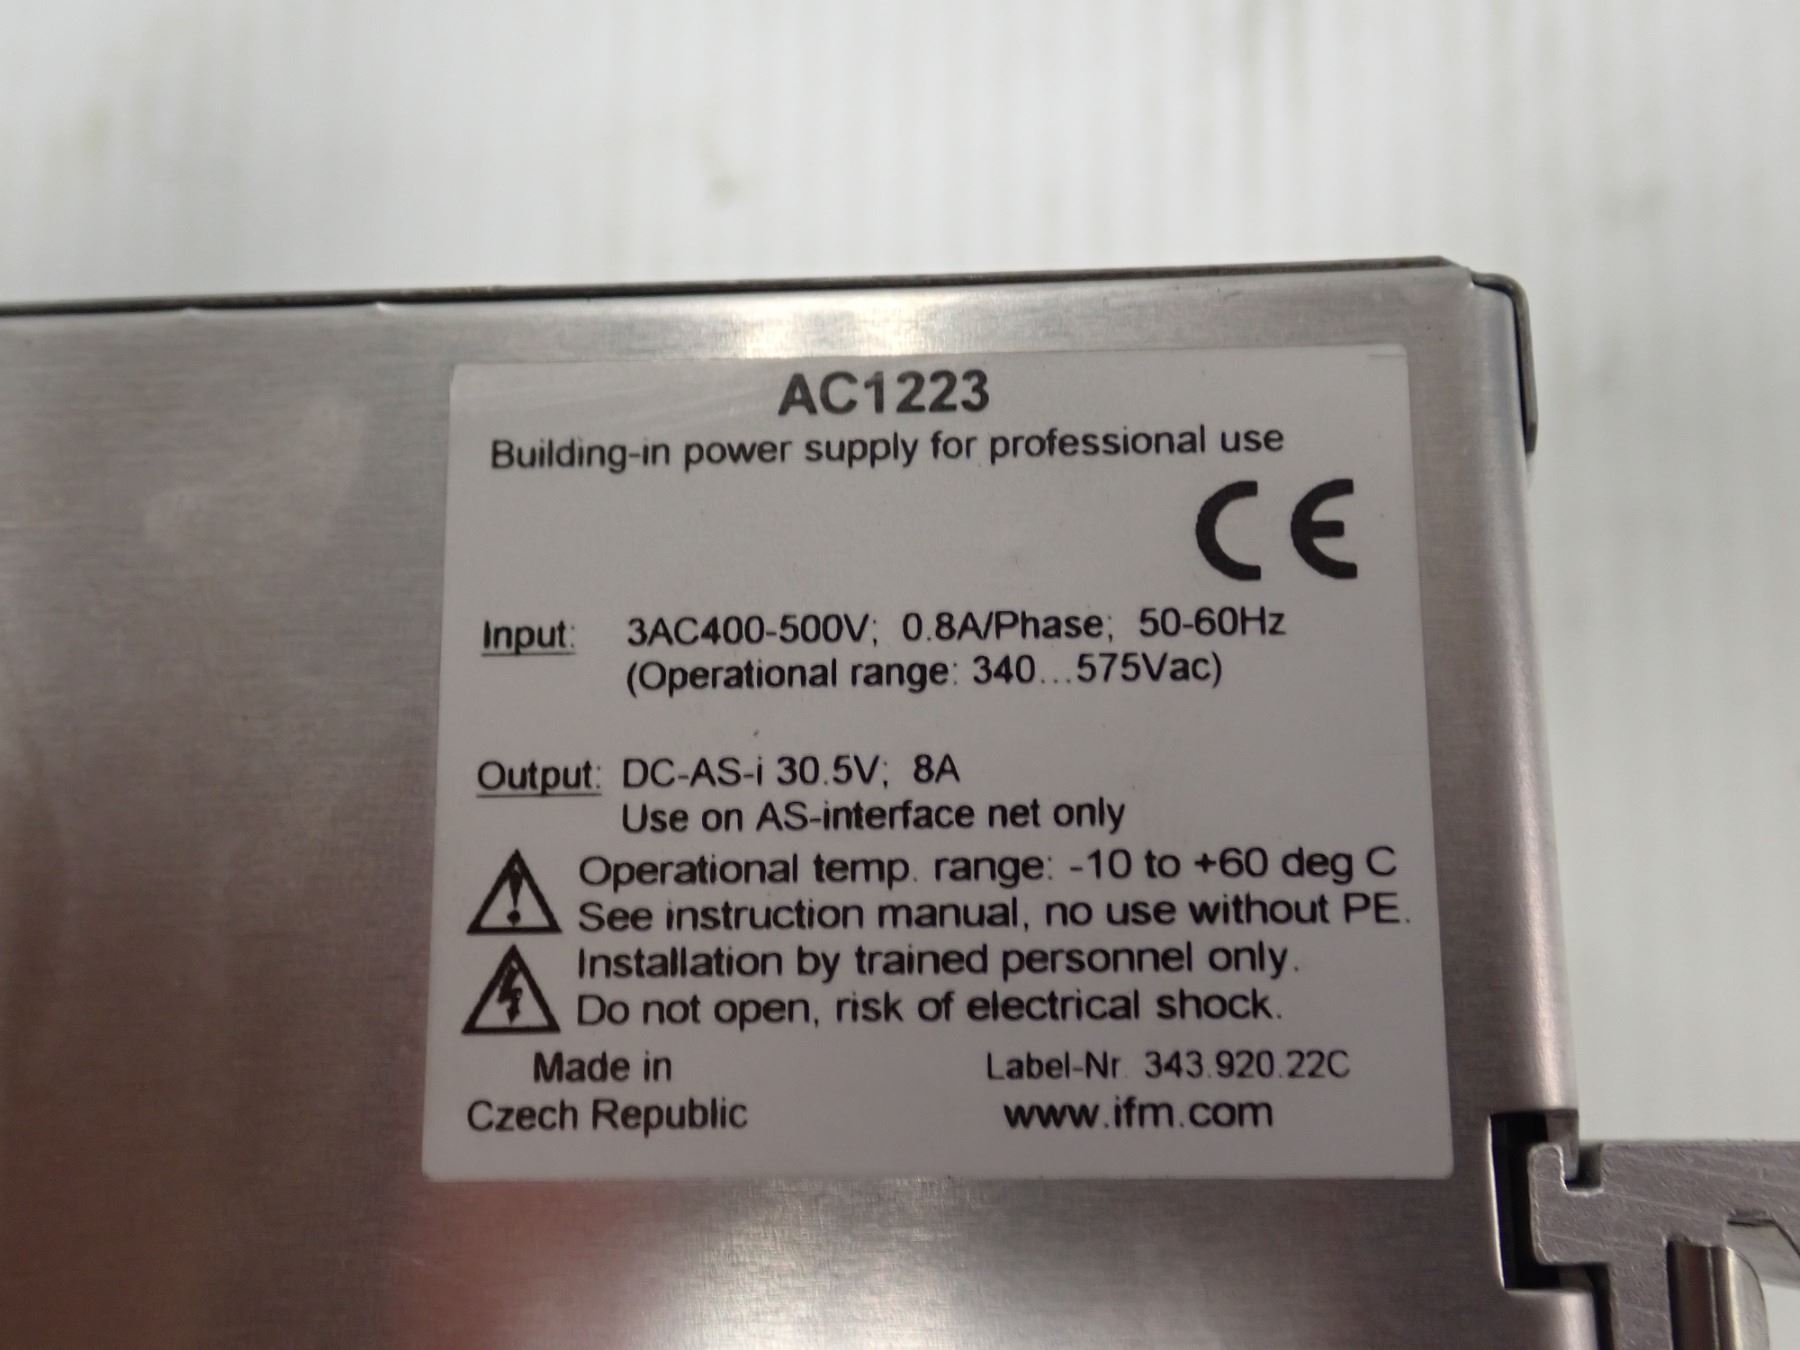 AC1223
Building-in power supply for professional use
CE
Input: 3AC400-500V; 0.8A/Phase; 50-60Hz
(Operational range: 340...575Vac)
Output: DC-AS-i 30.5V; 8A
Use on AS-interface net only
Operational temp. range: -10 to +60 deg C
See instruction manual, no use without PE.
Installation by trained personnel only.
Do not open, risk of electrical shock.
Made in Label-Nr. 343.920.22C
Czech Republic www.ifm.com